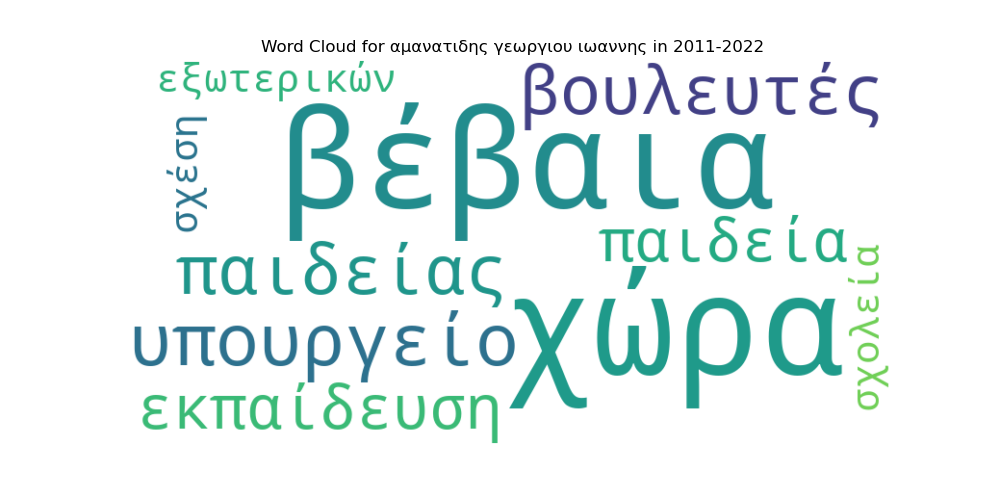 Word Cloud for αμανατιδης γεωργιου ιωαννης in 2011-2022
εξωτερικών
βουλευτές
σχέση
βέβαια
παιδεία
παιδείας
χώρα
σχολεία
υπουργείο
εκπαίδευση